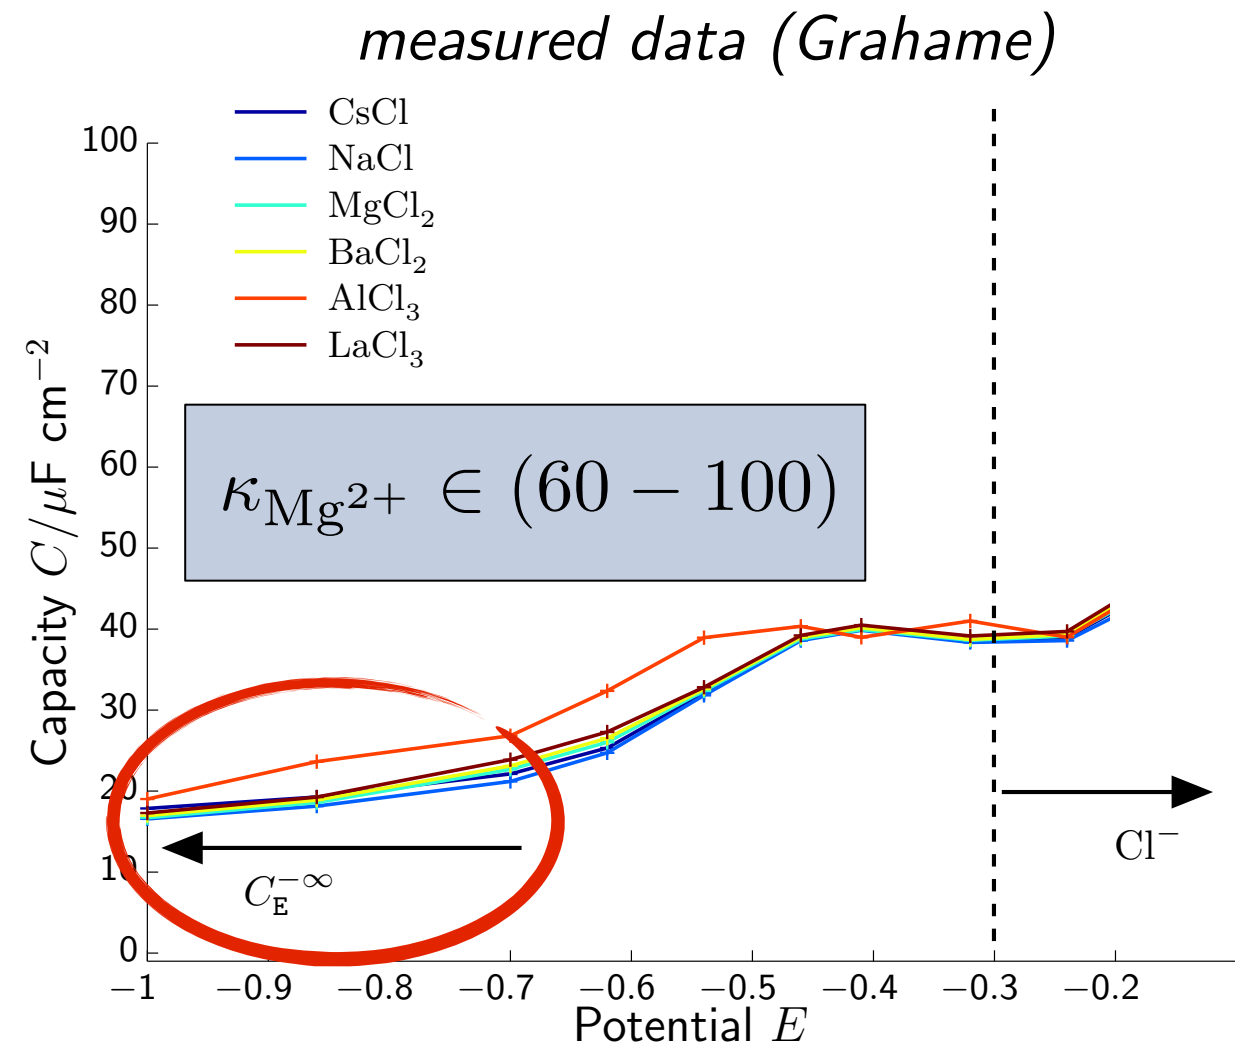 measured data (Grahame)
CsCl
NaCl
MgCl₂
BaCl₂
AlCl₃
LaCl₃
100
90
80
70
60
50
40
30
20
10
0
Capacity C/μF cm⁻²
κ_Mg²⁺ ∈ (60 − 100)
C_E^−∞
Cl⁻
−1 −0.9 −0.8 −0.7 −0.6 −0.5 −0.4 −0.3 −0.2
Potential E